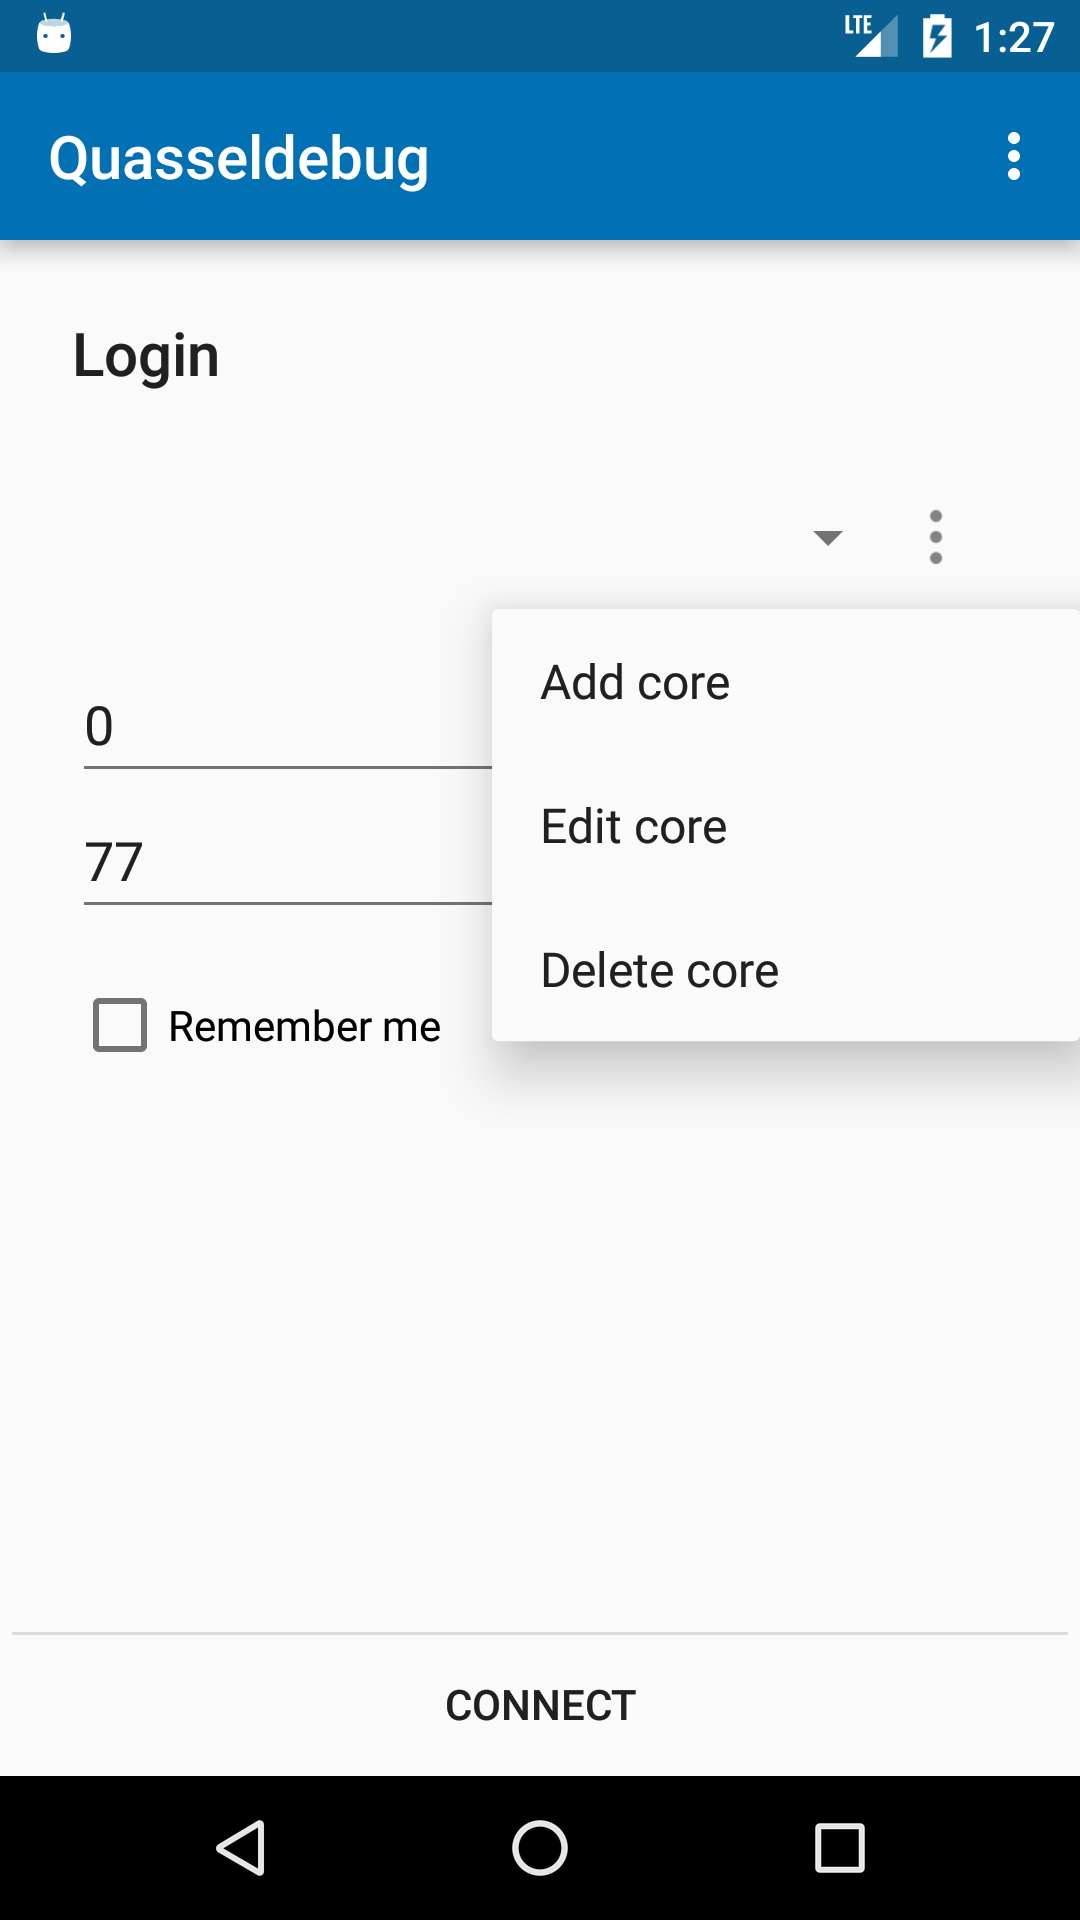 LTE 1:27
Quasseldebug
Login
Add core
0
Edit core
77
Delete core
Remember me
CONNECT